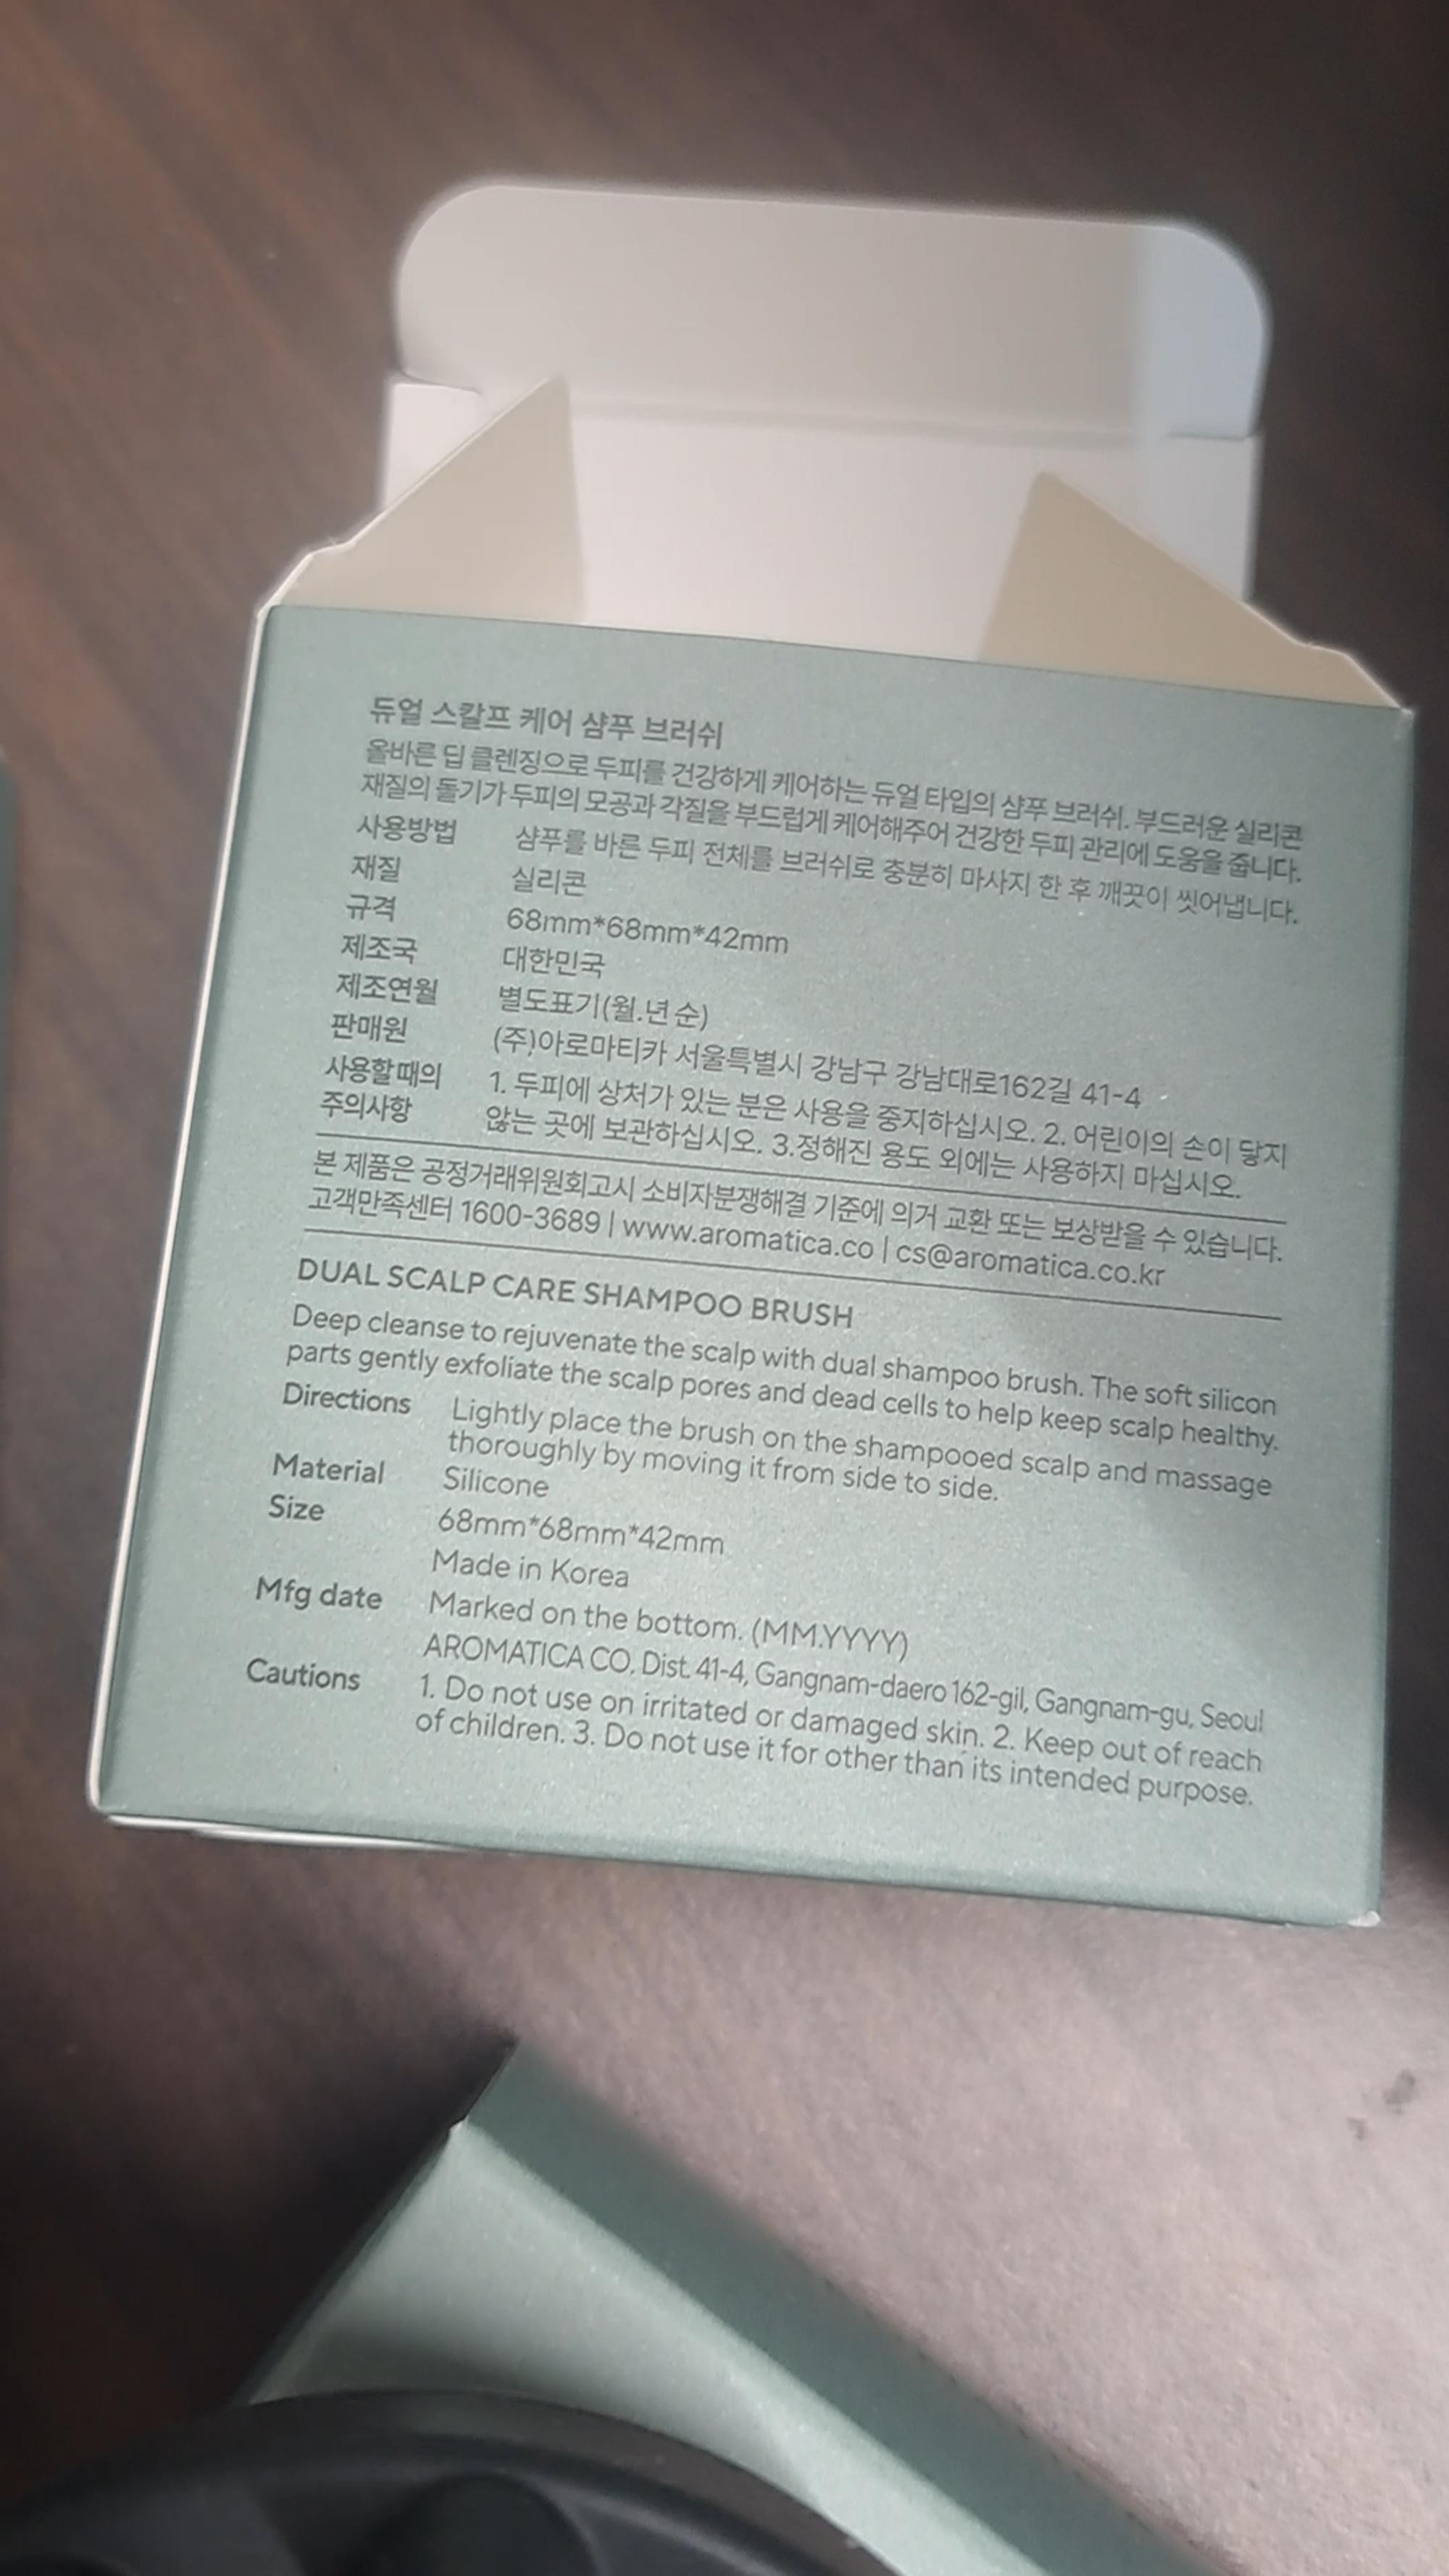 듀얼 스칼프 케어 샴푸 브러쉬
올바른 딥 클렌징으로 두피를 건강하게 케어하는 듀얼 타입의 샴푸 브러쉬. 부드러운 실리콘
재질의 돌기가 두피의 모공과 각질을 부드럽게 케어해주어 건강한 두피 관리에 도움을 줍니다.
사용방법 샴푸를 바른 두피 전체를 브러쉬로 충분히 마사지 한 후 깨끗이 씻어냅니다.
재질 실리콘
규격 68mm*68mm*42mm
제조국 대한민국
제조연월 별도표기(월.년 순)
판매원 (주)아로마티카 서울특별시 강남구 강남대로162길 41-4
사용할 때의 1. 두피에 상처가 있는 분은 사용을 중지하십시오. 2. 어린이의 손이 닿지
주의사항 않는 곳에 보관하십시오. 3.정해진 용도 외에는 사용하지 마십시오.
본 제품은 공정거래위원회고시 소비자분쟁해결 기준에 의거 교환 또는 보상받을 수 있습니다.
고객만족센터 1600-3689 | www.aromatica.co | cs@aromatica.co.kr
DUAL SCALP CARE SHAMPOO BRUSH
Deep cleanse to rejuvenate the scalp with dual shampoo brush. The soft silicon
parts gently exfoliate the scalp pores and dead cells to help keep scalp healthy.
Directions Lightly place the brush on the shampooed scalp and massage
thoroughly by moving it from side to side.
Material Silicone
Size 68mm*68mm*42mm
Made in Korea
Mfg date Marked on the bottom. (MM.YYYY)
AROMATICA CO. Dist. 41-4, Gangnam-daero 162-gil, Gangnam-gu, Seoul
Cautions 1. Do not use on irritated or damaged skin. 2. Keep out of reach
of children. 3. Do not use it for other than its intended purpose.